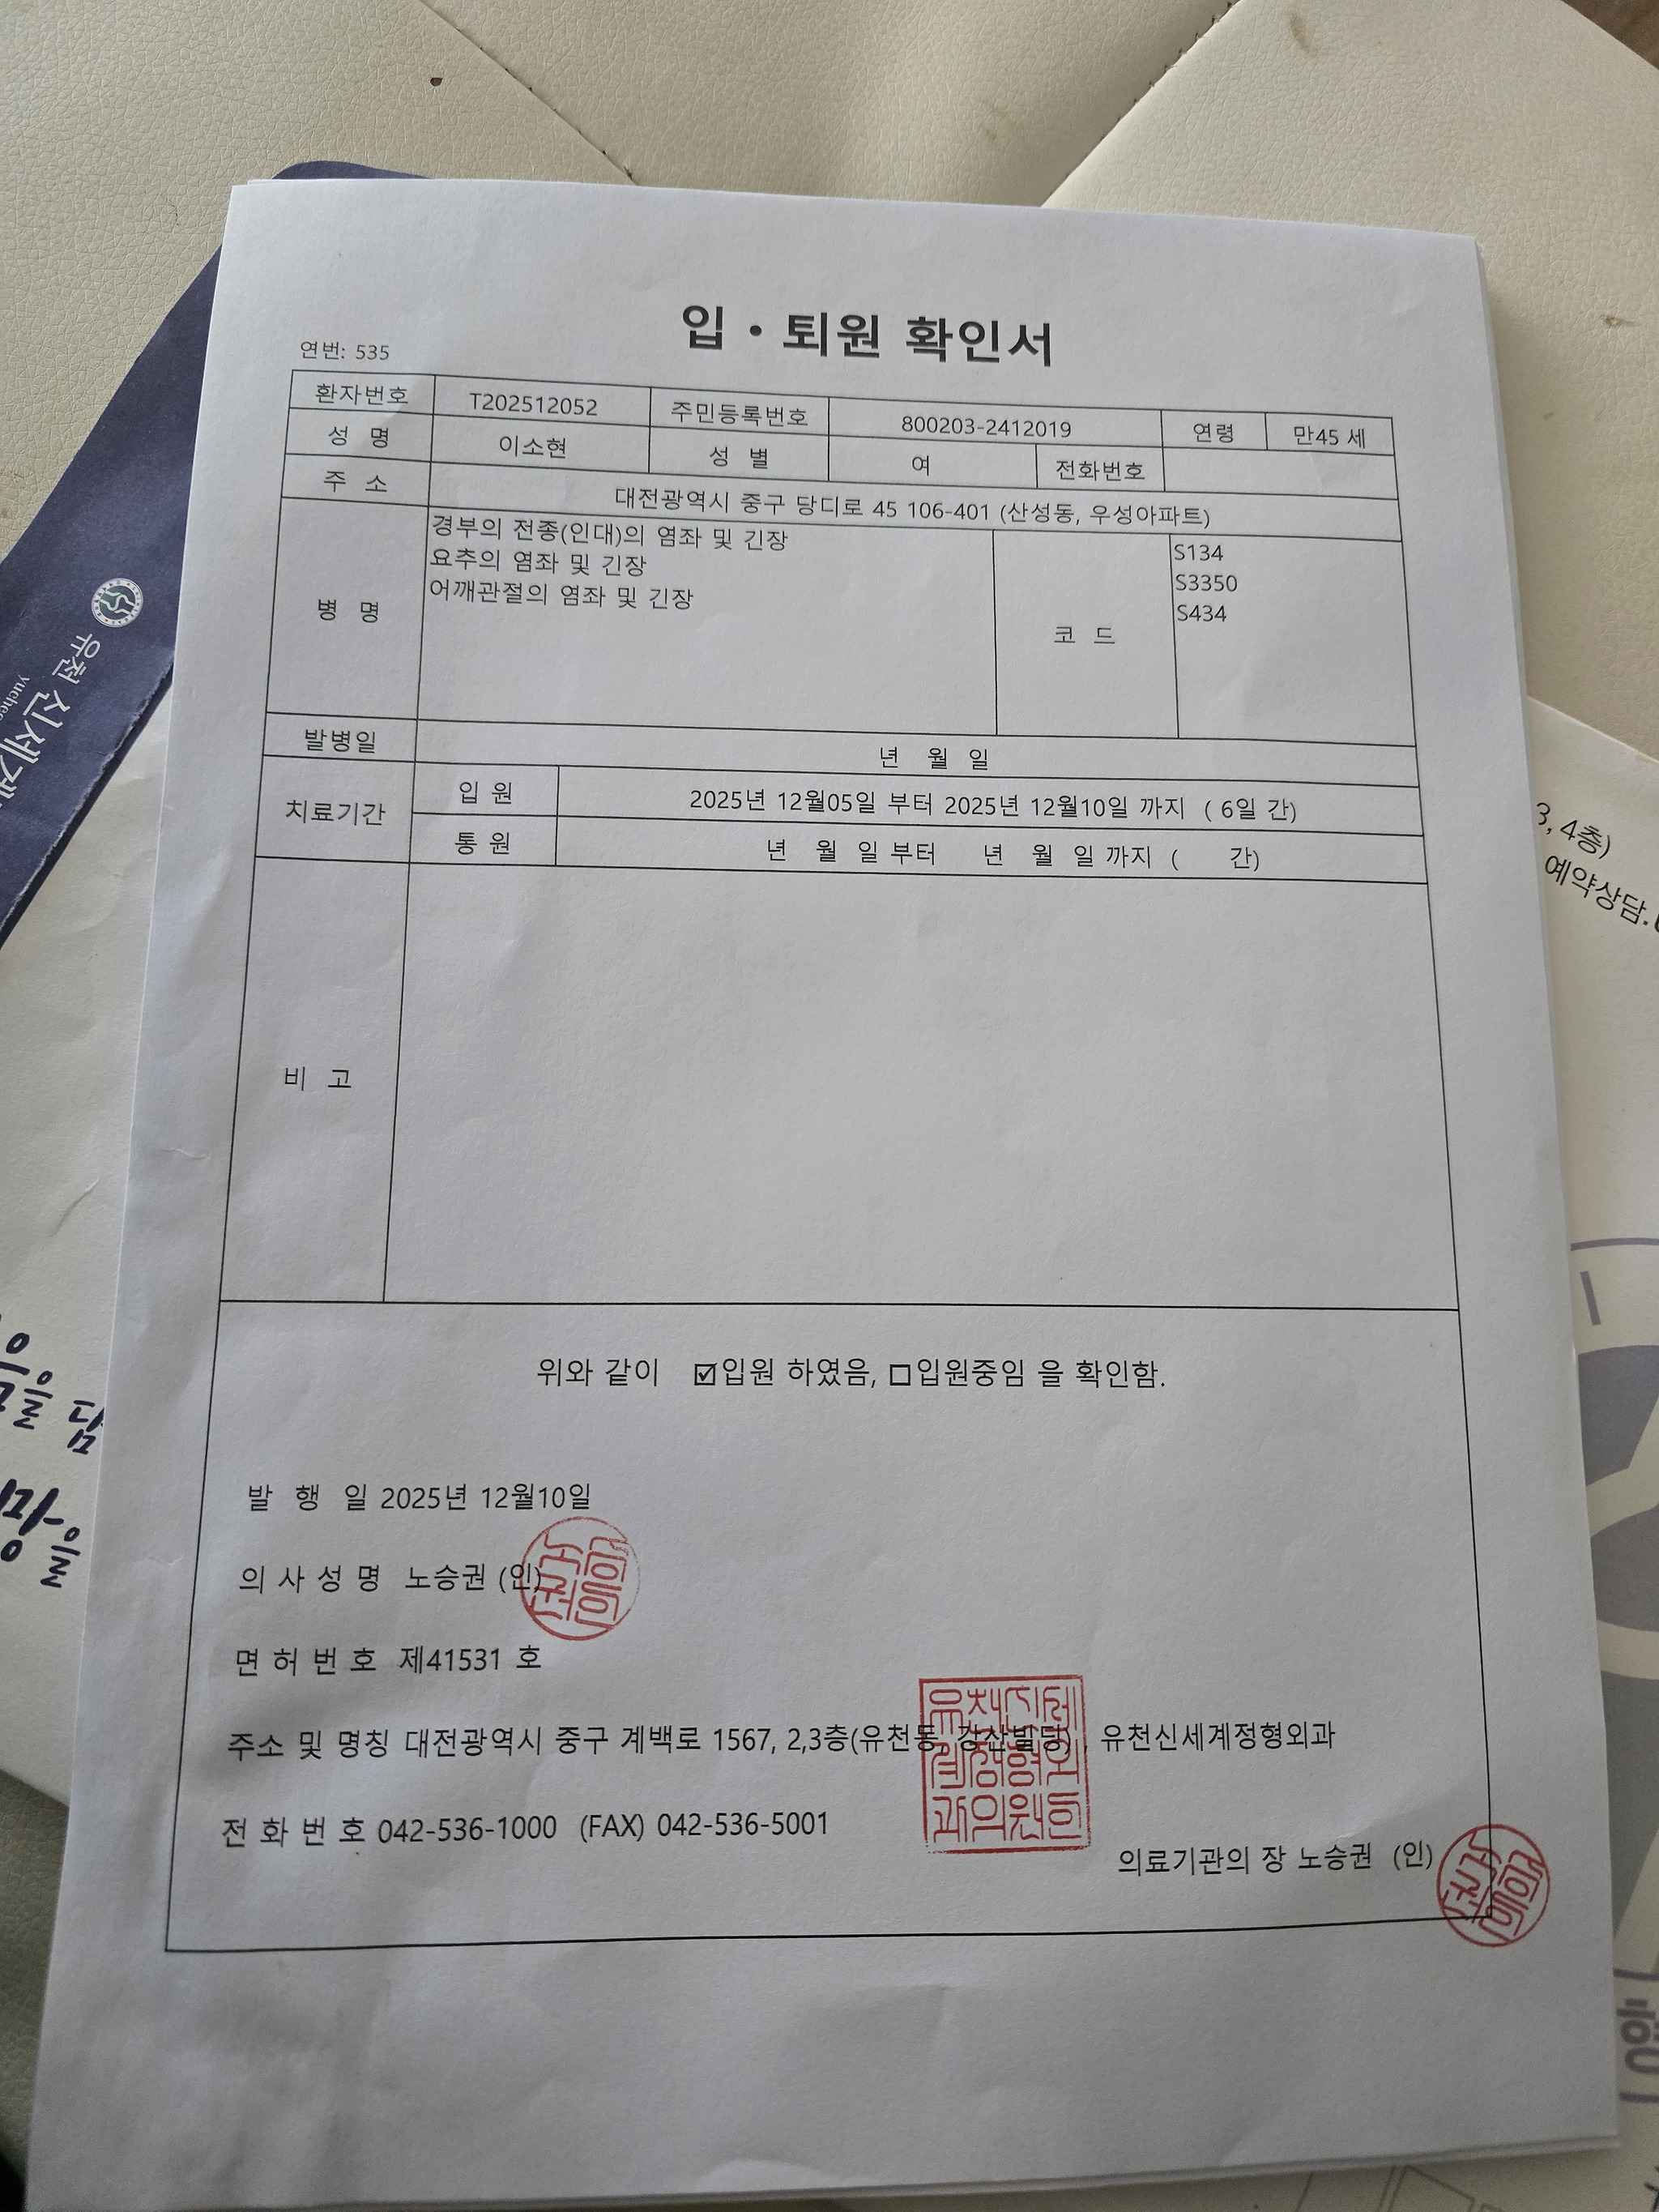 입 • 퇴원 확인서
연번: 535
환자번호 T202512052 주민등록번호 800203-2412019 연령 만45 세
성 명 이소현 성 별 여 전화번호
주 소 대전광역시 중구 당디로 45 106-401 (산성동, 우성아파트)
병 명 경부의 전종(인대)의 염좌 및 긴장
요추의 염좌 및 긴장
어깨관절의 염좌 및 긴장
코 드
S134
S3350
S434
발병일 년 월 일
치료기간
입 원 2025년 12월05일 부터 2025년 12월10일 까지 ( 6일 간)
통 원 년 월 일 부터 년 월 일 까지 ( 간)
비 고
위와 같이 ☑입원 하였음, □입원중임 을 확인함.
발 행 일 2025년 12월10일
의 사 성 명 노승권 (인)
면 허 번 호 제41531 호
주소 및 명칭 대전광역시 중구 계백로 1567, 2,3층(유천동, 강산빌딩) , 유천신세계정형외과
전 화 번 호 042-536-1000 (FAX) 042-536-5001
의료기관의 장 노승권 (인)
유천 신세계
3, 4층)
예약상담.